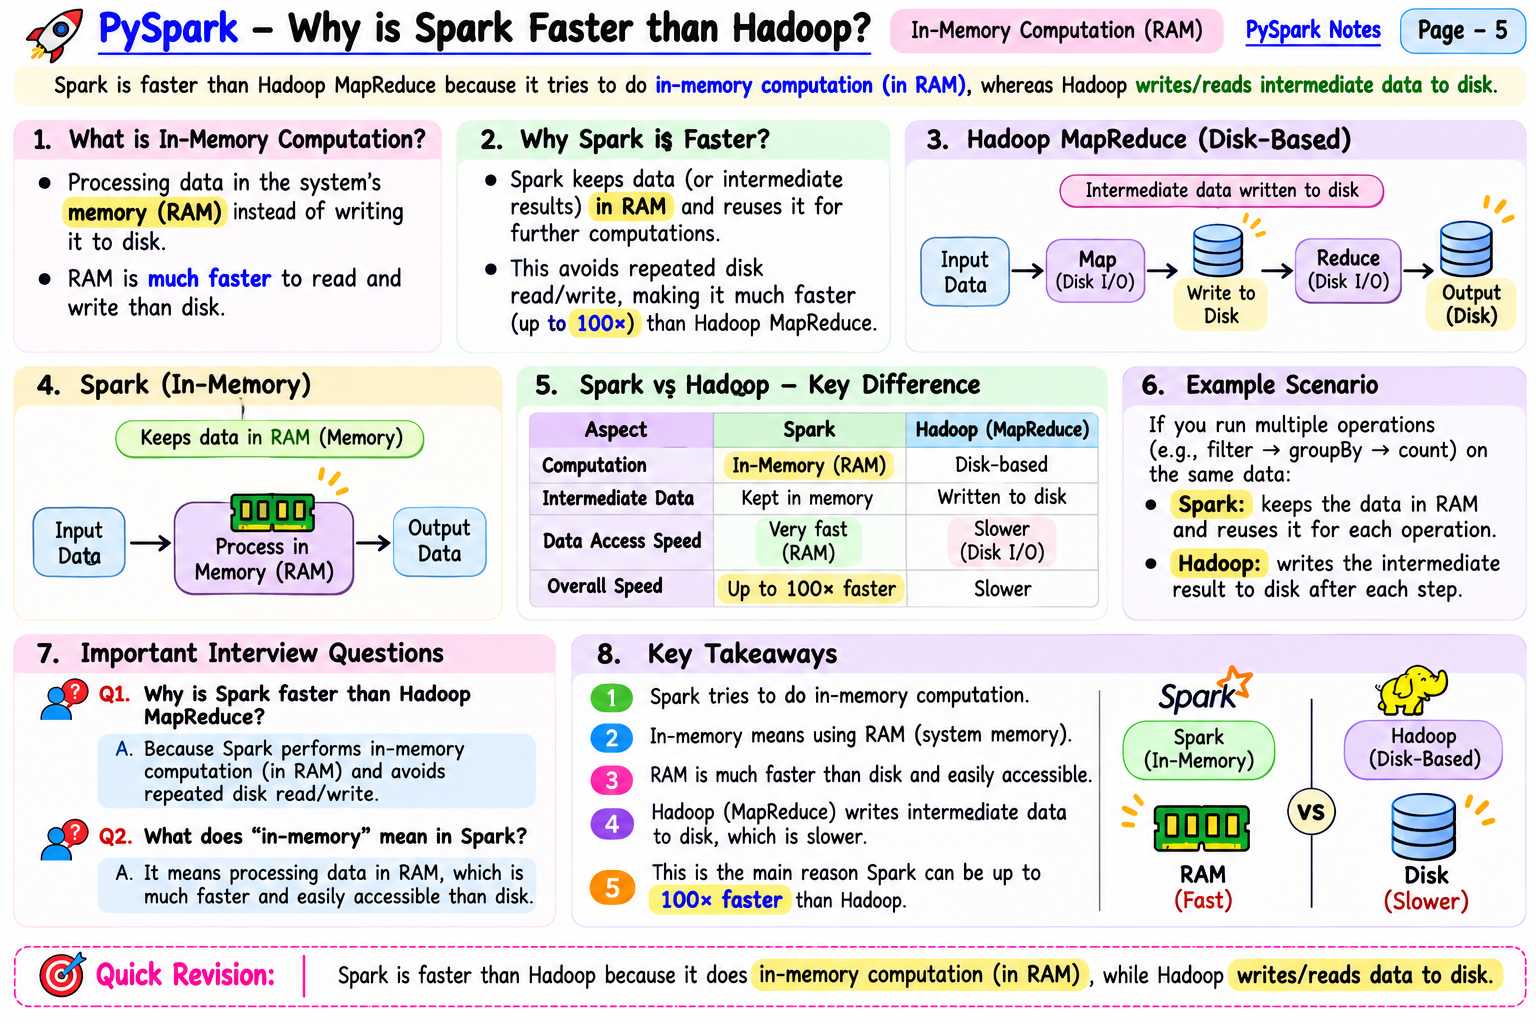 PySpark – Why is Spark Faster than Hadoop?
In-Memory Computation (RAM)
PySpark Notes
Page – 5
Spark is faster than Hadoop MapReduce because it tries to do in-memory computation (in RAM), whereas Hadoop writes/reads intermediate data to disk.
1. What is In-Memory Computation?
● Processing data in the system's
memory (RAM) instead of writing
it to disk.
● RAM is much faster to read and
write than disk.
2. Why Spark is Faster?
● Spark keeps data (or intermediate
results) in RAM and reuses it for
further computations.
● This avoids repeated disk
read/write, making it much faster
(up to 100×) than Hadoop MapReduce.
3. Hadoop MapReduce (Disk-Based)
Intermediate data written to disk
Input
Data
Map
(Disk I/O)
Write to
Disk
Reduce
(Disk I/O)
Output
(Disk)
4. Spark (In-Memory)
Keeps data in RAM (Memory)
Input
Data
Process in
Memory (RAM)
Output
Data
5. Spark vs Hadoop – Key Difference
Aspect Spark Hadoop (MapReduce)
Computation In-Memory (RAM) Disk-based
Intermediate Data Kept in memory Written to disk
Data Access Speed Very fast
(RAM)
Slower
(Disk I/O)
Overall Speed Up to 100× faster Slower
6. Example Scenario
If you run multiple operations
(e.g., filter → groupBy → count) on
the same data:
● Spark: keeps the data in RAM
and reuses it for each operation.
● Hadoop: writes the intermediate
result to disk after each step.
7. Important Interview Questions
?
Q1. Why is Spark faster than Hadoop
MapReduce?
A. Because Spark performs in-memory
computation (in RAM) and avoids
repeated disk read/write.
?
Q2. What does "in-memory" mean in Spark?
A. It means processing data in RAM, which is
much faster and easily accessible than disk.
8. Key Takeaways
1 Spark tries to do in-memory computation.
2 In-memory means using RAM (system memory).
3 RAM is much faster than disk and easily accessible.
4 Hadoop (MapReduce) writes intermediate data
to disk, which is slower.
5 This is the main reason Spark can be up to
100× faster than Hadoop.
Spark
Spark
(In-Memory)
RAM
(Fast)
VS
Hadoop
(Disk-Based)
Disk
(Slower)
Quick Revision:
Spark is faster than Hadoop because it does in-memory computation (in RAM), while Hadoop writes/reads data to disk.